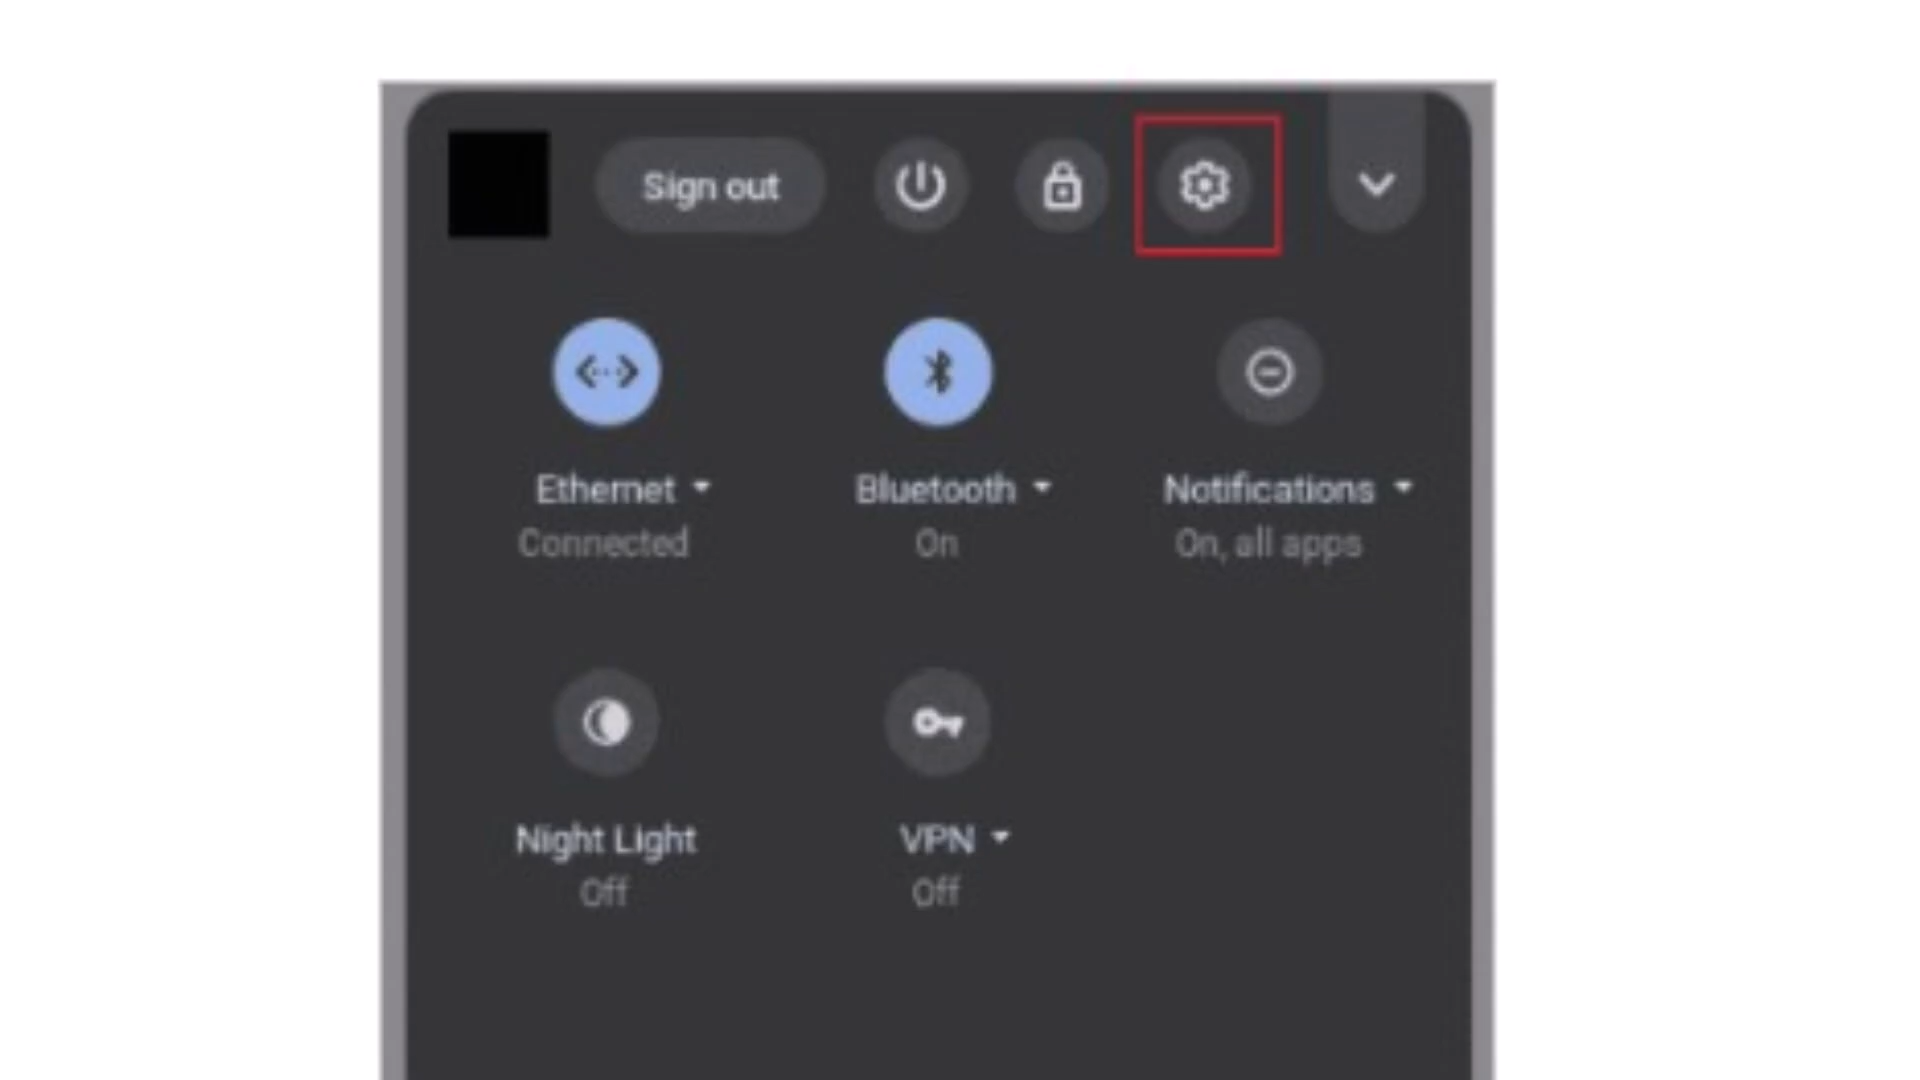 Sign out
Ethernet
Connected
Bluetooth
On
Notifications
On, all apps
Night Light
Off
VPN
Off